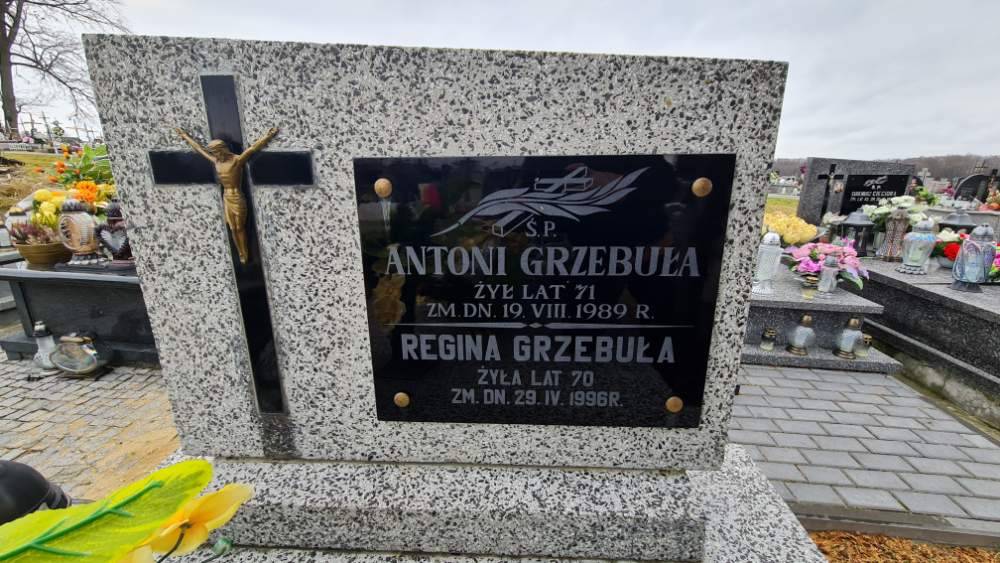 Ś.P.
ANTONI GRZEBUŁA
ŻYŁ LAT 71
ZM. DN. 19. VIII. 1989 R.
REGINA GRZEBUŁA
ŻYŁA LAT 70
ZM. DN. 29. IV. 1996 R.
Ś.P.